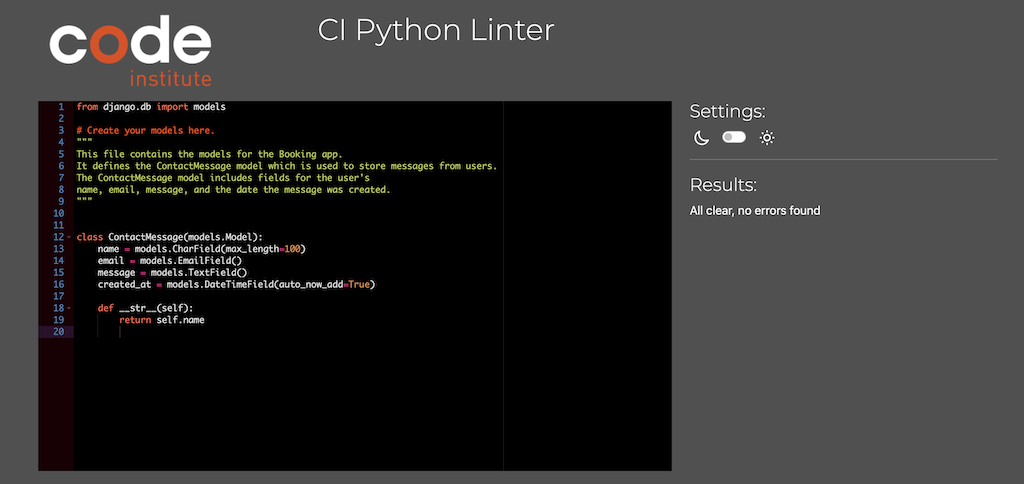 code
institute
CI Python Linter
1 from django.db import models
2
3 # Create your models here.
4 """
5 This file contains the models for the Booking app.
6 It defines the ContactMessage model which is used to store messages from users.
7 The ContactMessage model includes fields for the user's
8 name, email, message, and the date the message was created.
9 """
10
11
12 class ContactMessage(models.Model):
13     name = models.CharField(max_length=100)
14     email = models.EmailField()
15     message = models.TextField()
16     created_at = models.DateTimeField(auto_now_add=True)
17
18     def __str__(self):
19         return self.name
20
Settings:
Results:
All clear, no errors found